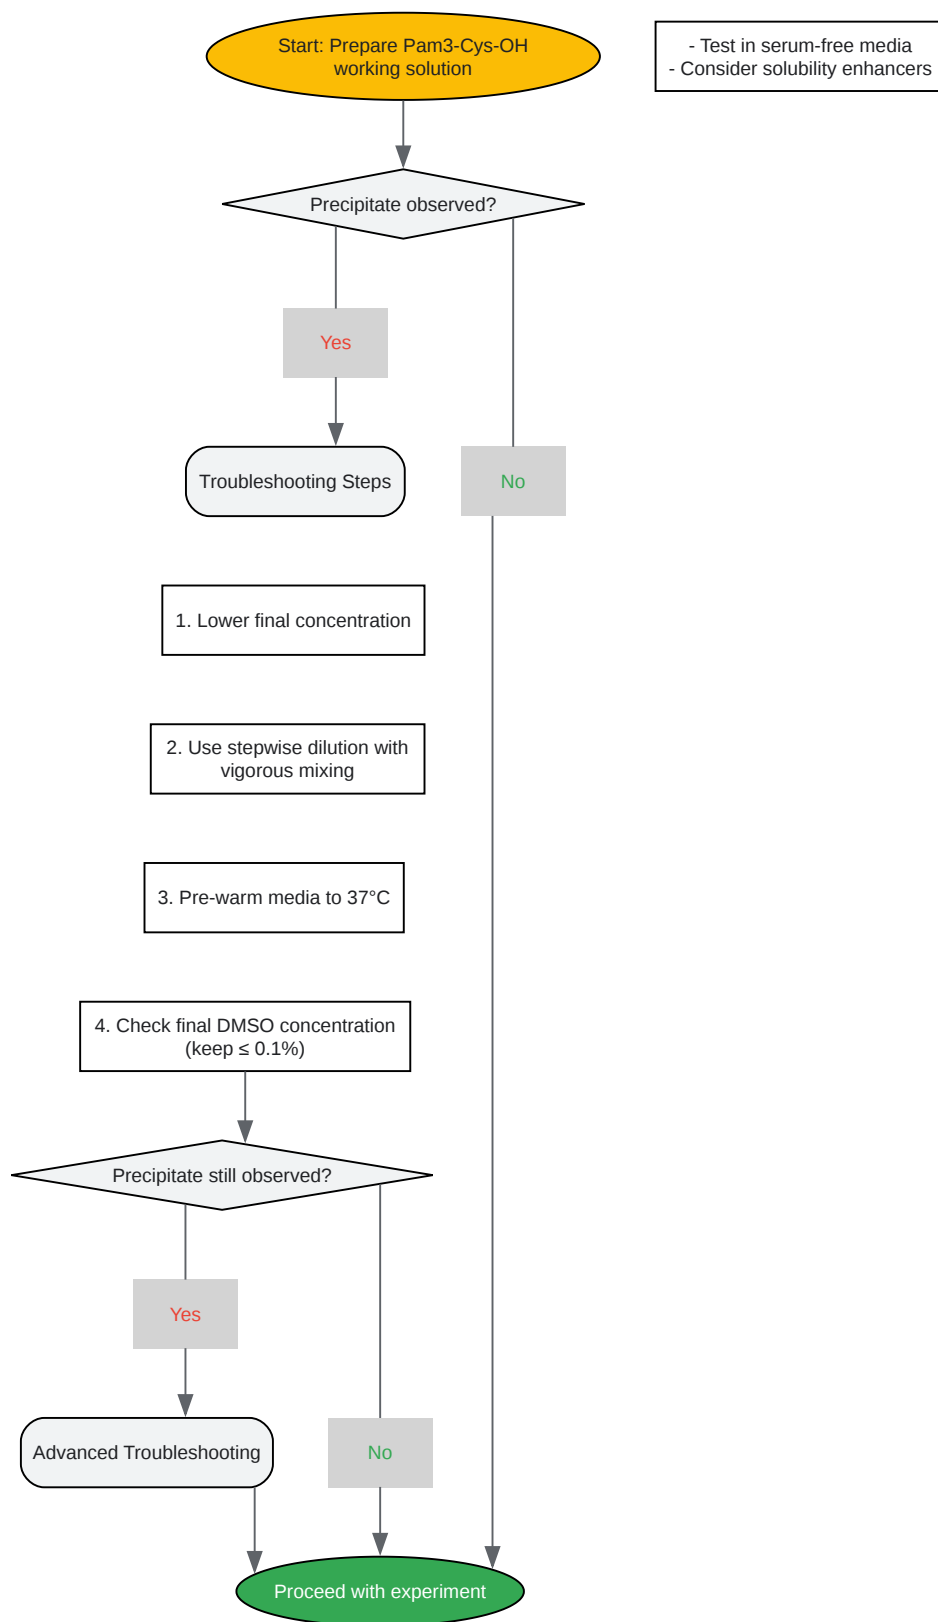 Start: Prepare Pam3-Cys-OH
working solution
- Test in serum-free media
- Consider solubility enhancers
Precipitate observed?
Yes
Troubleshooting Steps
No
1. Lower final concentration
2. Use stepwise dilution with
vigorous mixing
3. Pre-warm media to 37°C
4. Check final DMSO concentration
(keep ≤ 0.1%)
Precipitate still observed?
Yes
Advanced Troubleshooting
No
Proceed with experiment